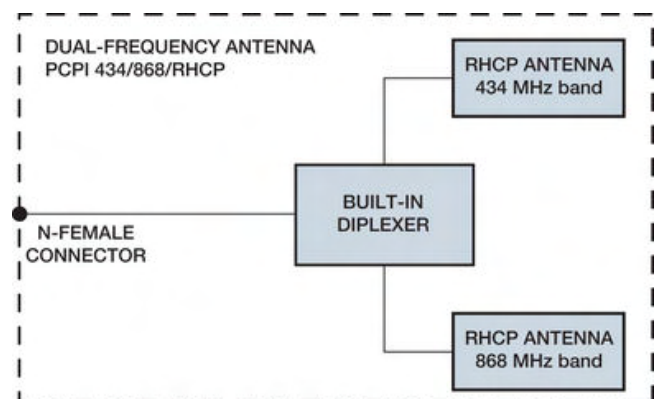 DUAL-FREQUENCY ANTENNA
PCPI 434/868/RHCP
RHCP ANTENNA
434 MHz band
BUILT-IN
DIPLEXER
N-FEMALE
CONNECTOR
RHCP ANTENNA
868 MHz band